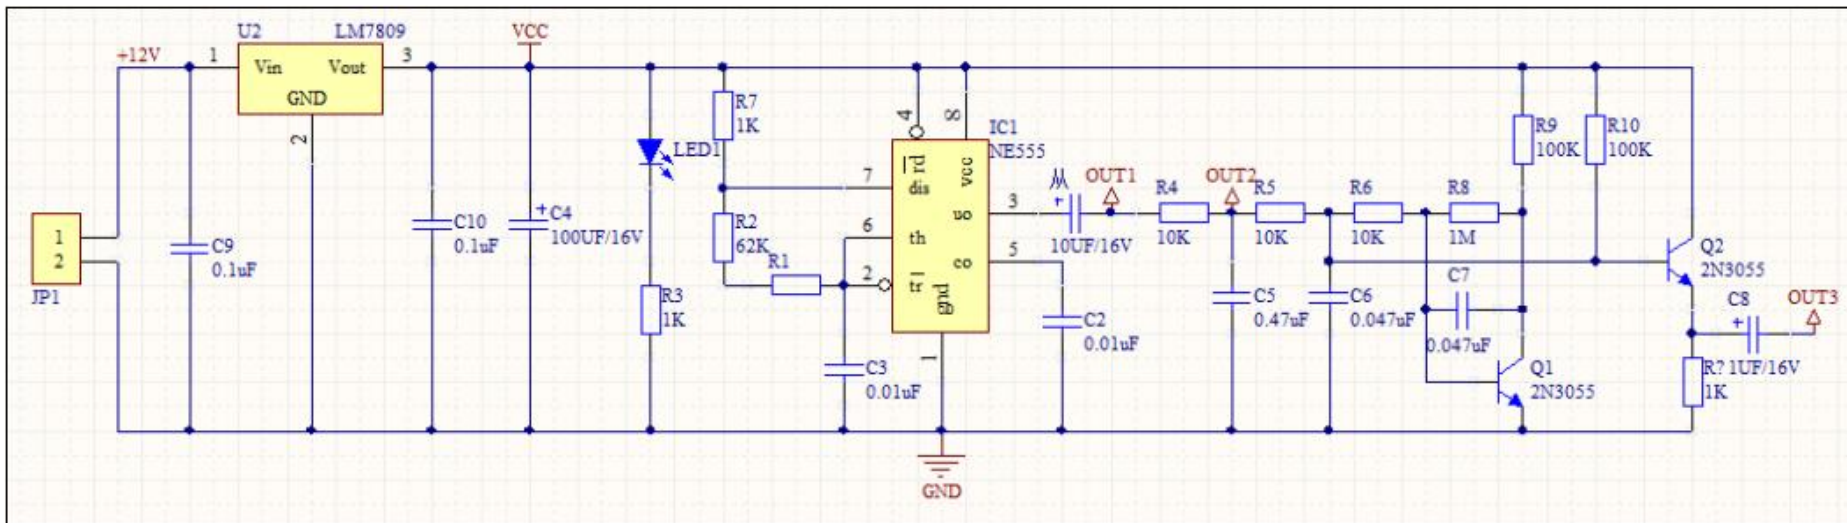 U2
LM7809
VCC
+12V
1
3
Vin
Vout
GND
2
4
8
R7
1K
R9
100K
R10
100K
IC1
NE555
LED1
rd
vcc
7
dis
OUT1
R4
OUT2
R5
R6
R8
3
uo
C4
100UF/16V
C10
0.1uF
R2
62K
6
th
10UF/16V
10K
10K
10K
1M
1
2
JP1
C9
0.1uF
5
co
Q2
2N3055
R1
2
tr
gnd
C7
R3
1K
C5
0.47uF
C6
0.047uF
C8
OUT3
C2
0.01uF
0.047uF
1
C3
0.01uF
Q1
2N3055
R?
1UF/16V
1K
GND